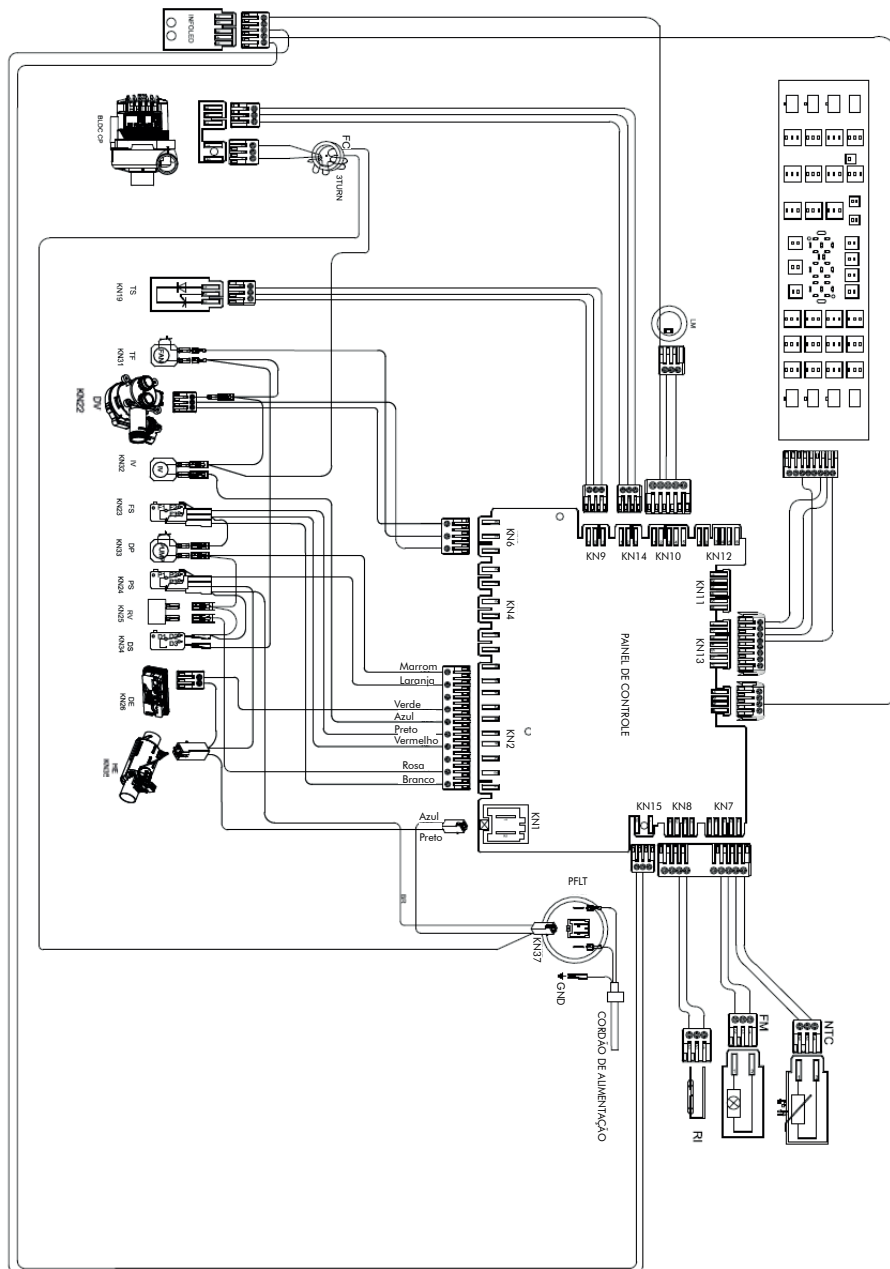 INFOLED
BLDC CP
FC
3TURN
TS
KN19
LM
TF
KN31
FAN
DV
KN22
IV
KN32
IV
FS
KN23
DP
KN33
PS
KN24
RV
KN25
DS
KN34
DE
KN26
KN6
KN4
KN2
KN1
KN9
KN14
KN10
KN12
KN11
KN13
PAINEL DE CONTROLE
Marrom
Laranja
Verde
Azul
Preto
Vermelho
Rosa
Branco
Azul
Preto
KN15
KN8
KN7
PFLT
KN37
GND
CORDÃO DE ALIMENTAÇÃO
RI
FM
NTC